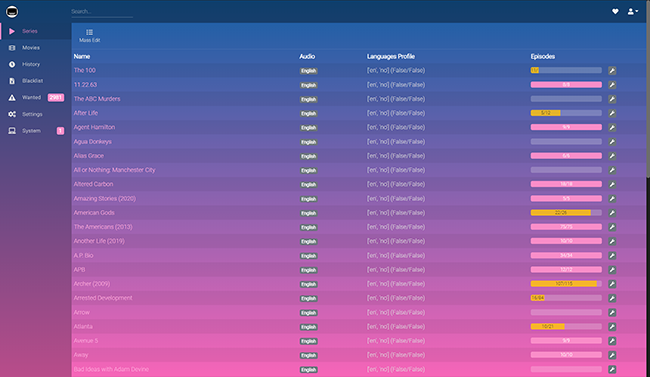 Search...
Series
Movies
History
Blacklist
Wanted 2981
Settings
System 5
Mass Edit
Name Audio Languages Profile Episodes
The 100 English ['en', 'no'] (False/False)
11.22.63 English ['en', 'no'] (False/False)
The ABC Murders English ['en', 'no'] (False/False)
After Life English ['en', 'no'] (False/False) 5/12
Agent Hamilton English ['en', 'no'] (False/False)
Agua Donkeys English ['en', 'no'] (False/False)
Alias Grace English ['en', 'no'] (False/False)
All or Nothing: Manchester City English ['en', 'no'] (False/False)
Altered Carbon English ['en', 'no'] (False/False) 18/18
Amazing Stories (2020) English ['en', 'no'] (False/False) 5/5
American Gods English ['en', 'no'] (False/False) 22/26
The Americans (2013) English ['en', 'no'] (False/False) 75/75
Another Life (2019) English ['en', 'no'] (False/False) 10/10
A.P. Bio English ['en', 'no'] (False/False) 34/34
APB English ['en', 'no'] (False/False) 12/12
Archer (2009) English ['en', 'no'] (False/False) 107/115
Arrested Development English ['en', 'no'] (False/False) 16/84
Arrow English ['en', 'no'] (False/False)
Atlanta English ['en', 'no'] (False/False) 10/21
Avenue 5 English ['en', 'no'] (False/False) 9/9
Away English ['en', 'no'] (False/False) 10/10
Bad Ideas with Adam Devine English ['en', 'no'] (False/False)